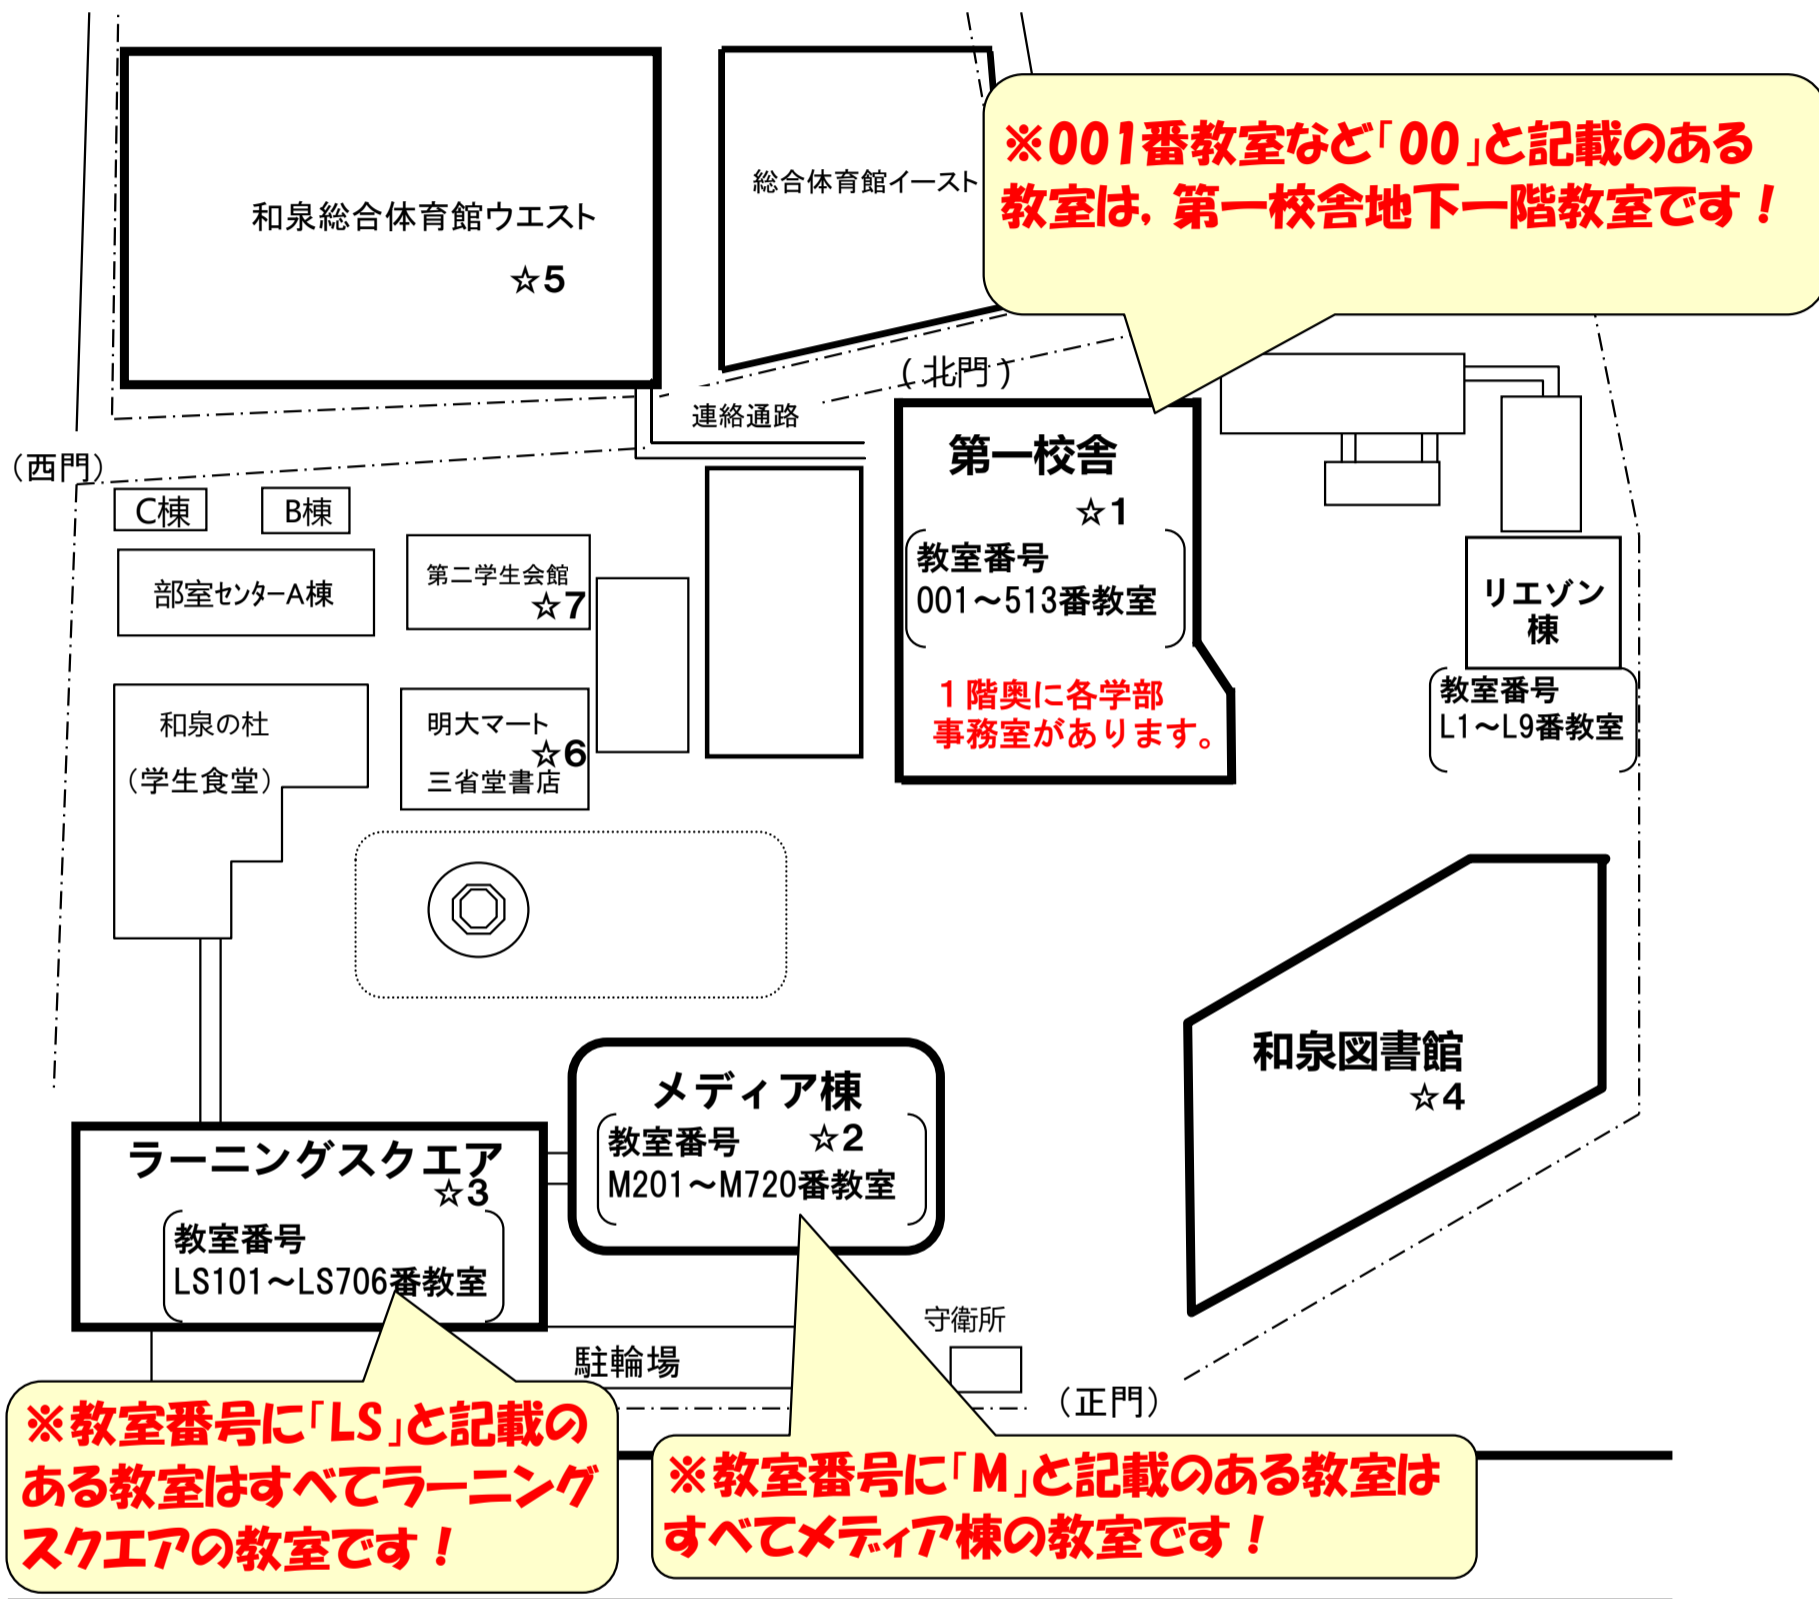 ※001番教室など「00」と記載のある
教室は，第一校舎地下一階教室です！
和泉総合体育館ウエスト
☆5
総合体育館イースト
(北門)
連絡通路
(西門)
第一校舎
☆1
教室番号
001～513番教室
1階奥に各学部
事務室があります。
C棟
B棟
部室センターA棟
第二学生会館
☆7
リエゾン
棟
教室番号
L1～L9番教室
和泉の杜
(学生食堂)
明大マート
☆6
三省堂書店
和泉図書館
☆4
メディア棟
☆2
教室番号
M201～M720番教室
ラーニングスクエア
☆3
教室番号
LS101～LS706番教室
守衛所
駐輪場
(正門)
※教室番号に「LS」と記載の
ある教室はすべてラーニング
スクエアの教室です！
※教室番号に「M」と記載のある教室は
すべてメディア棟の教室です！